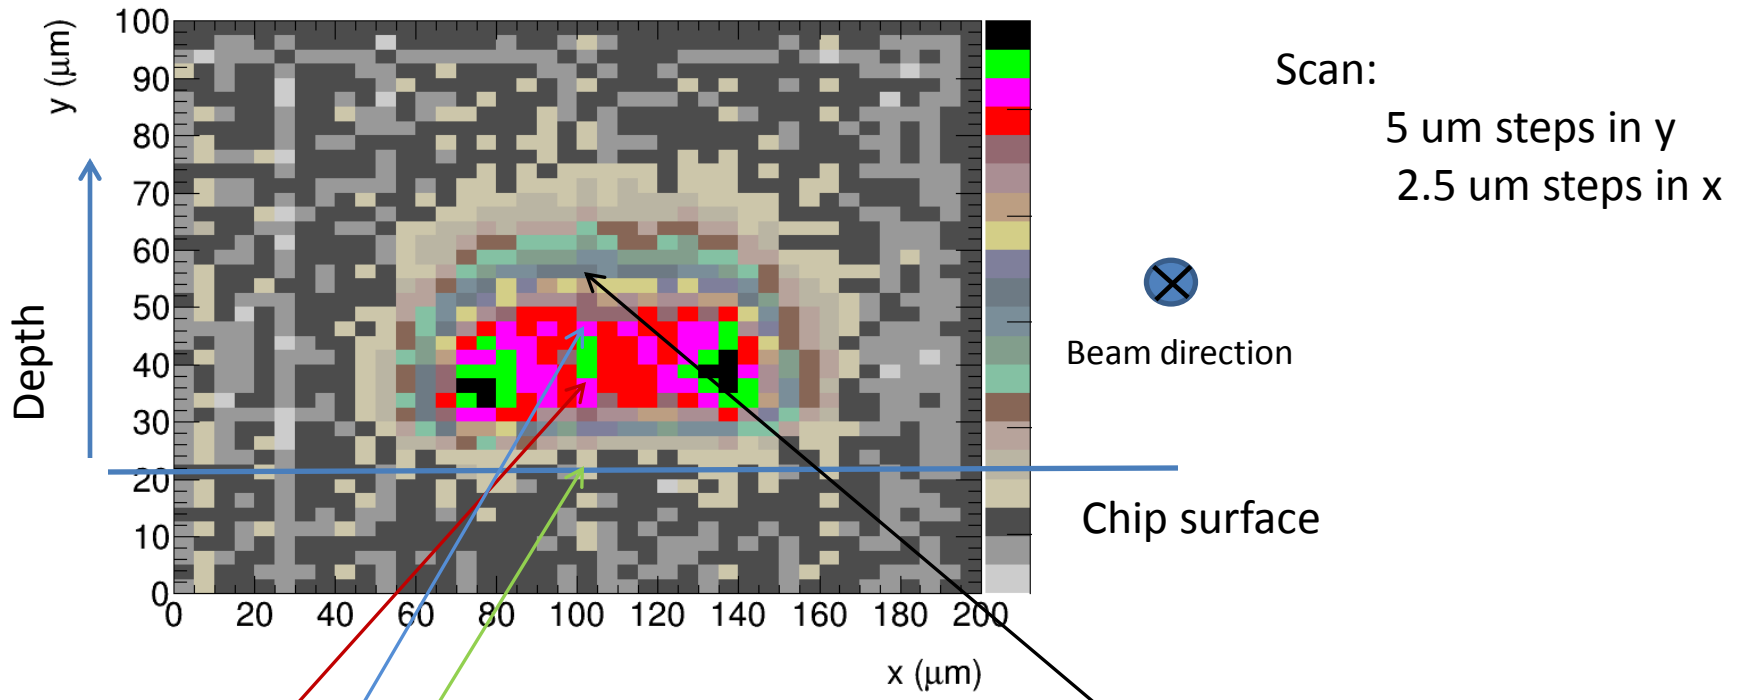 Scan:
5 um steps in y
2.5 um steps in x
Beam direction
Chip surface
Depth
y (μm)
100
90
80
70
60
50
40
30
20
10
0
0 20 40 60 80 100 120 140 160 180 200
x (μm)